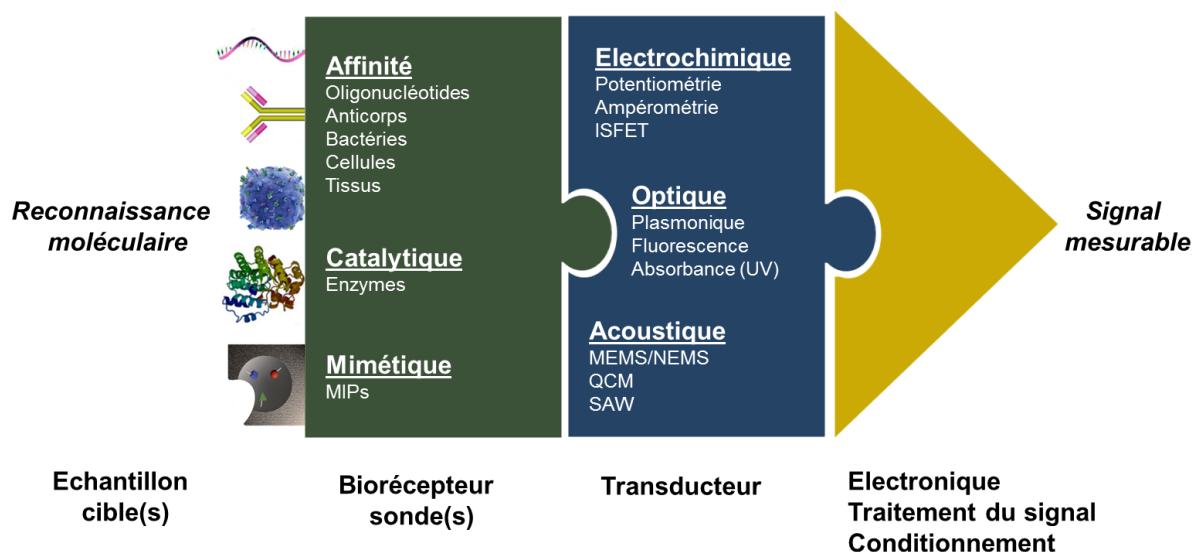 Reconnaissance
moléculaire
Affinité
Oligonucléotides
Anticorps
Bactéries
Cellules
Tissus
Catalytique
Enzymes
Mimétique
MIPs
Electrochimique
Potentiométrie
Ampérométrie
ISFET
Optique
Plasmonique
Fluorescence
Absorbance (UV)
Acoustique
MEMS/NEMS
QCM
SAW
Signal
mesurable
Echantillon
cible(s)
Biorécepteur
sonde(s)
Transducteur
Electronique
Traitement du signal
Conditionnement